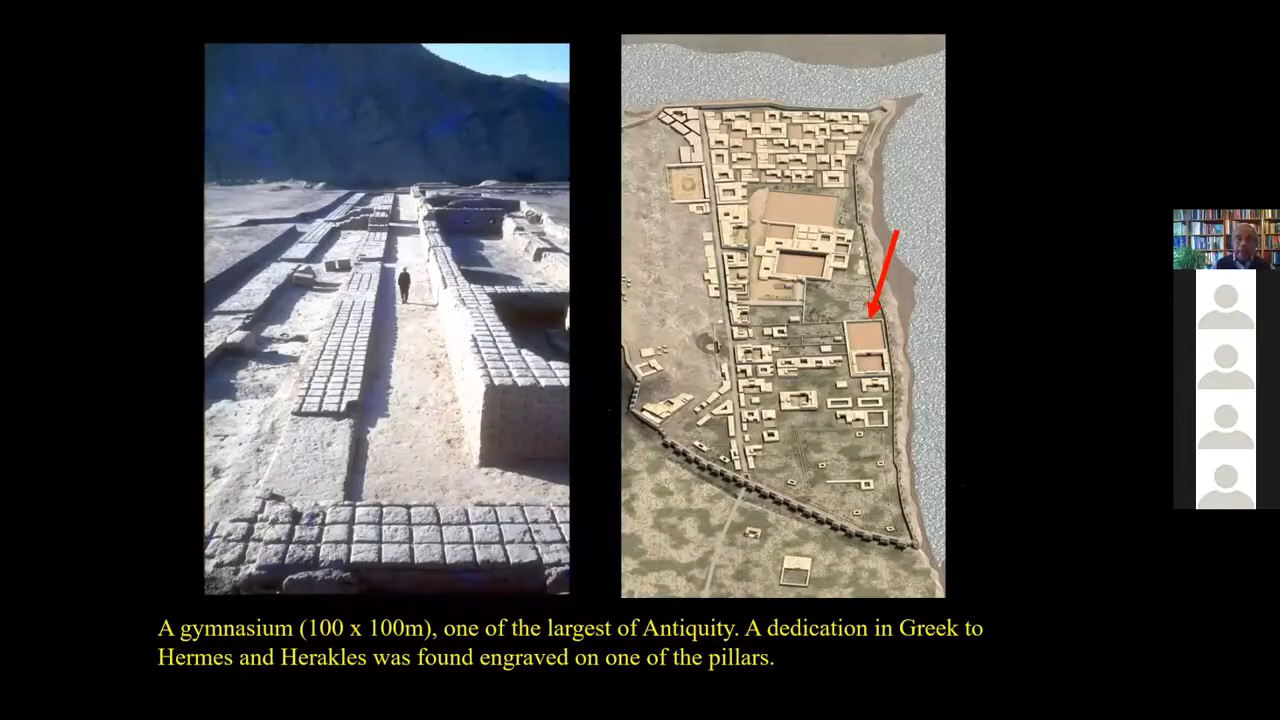 A gymnasium (100 x 100m), one of the largest of Antiquity. A dedication in Greek to
Hermes and Herakles was found engraved on one of the pillars.